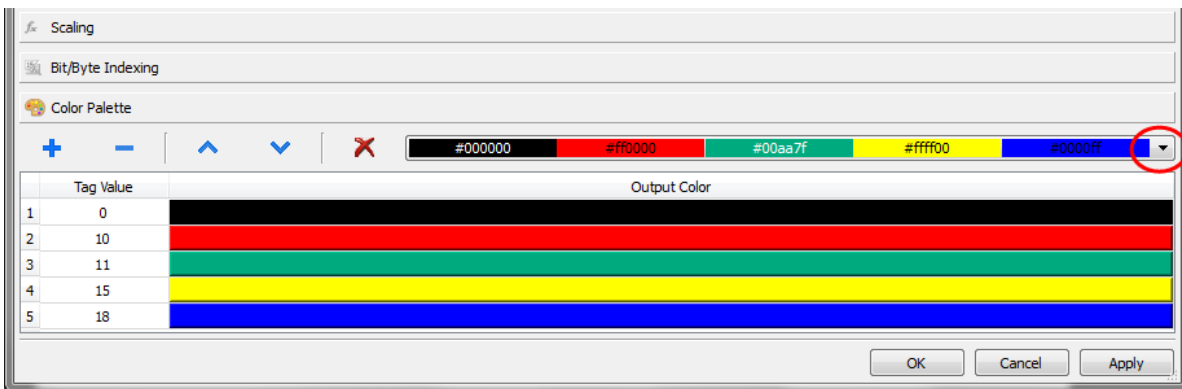 Scaling
Bit/Byte Indexing
Color Palette
#000000 #ff0000 #00aa7f #ffff00 #0000ff
Tag Value Output Color
1 0
2 10
3 11
4 15
5 18
OK Cancel Apply